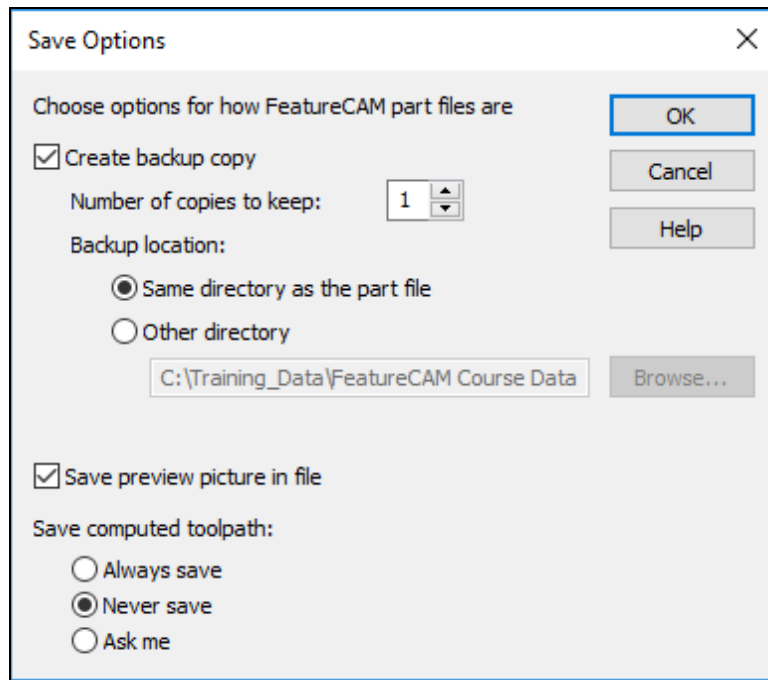 Save Options
Choose options for how FeatureCAM part files are
OK
Create backup copy
Cancel
Number of copies to keep: 1
Help
Backup location:
Same directory as the part file
Other directory
C:\Training_Data\FeatureCAM Course Data
Browse...
Save preview picture in file
Save computed toolpath:
Always save
Never save
Ask me